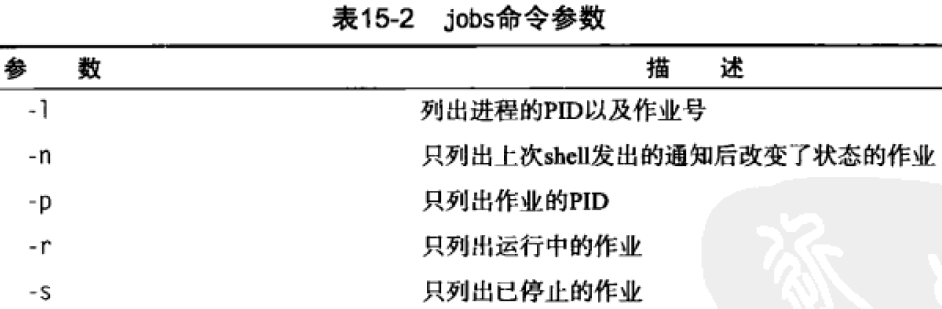 表15-2 jobs命令参数
参 数 描 述
-l 列出进程的PID以及作业号
-n 只列出上次shell发出的通知后改变了状态的作业
-p 只列出作业的PID
-r 只列出运行中的作业
-s 只列出已停止的作业